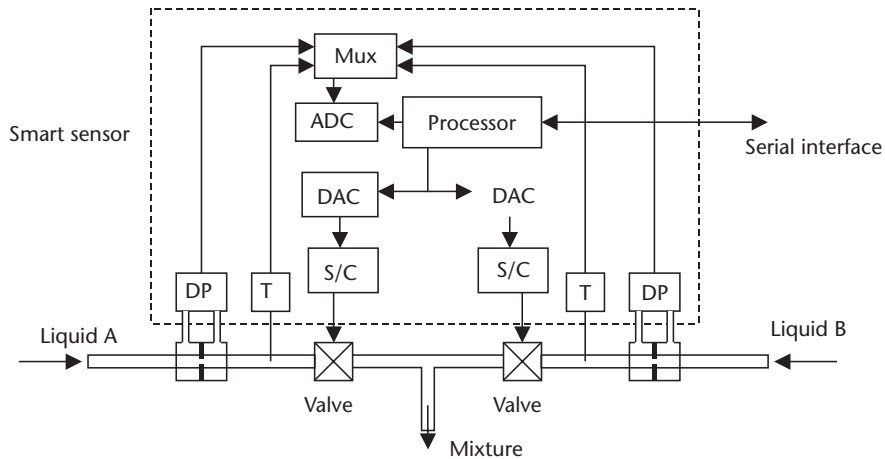 Mux
Smart sensor
ADC
Processor
Serial interface
DAC
DAC
S/C
S/C
DP
T
T
DP
Liquid A
Liquid B
Valve
Valve
Mixture